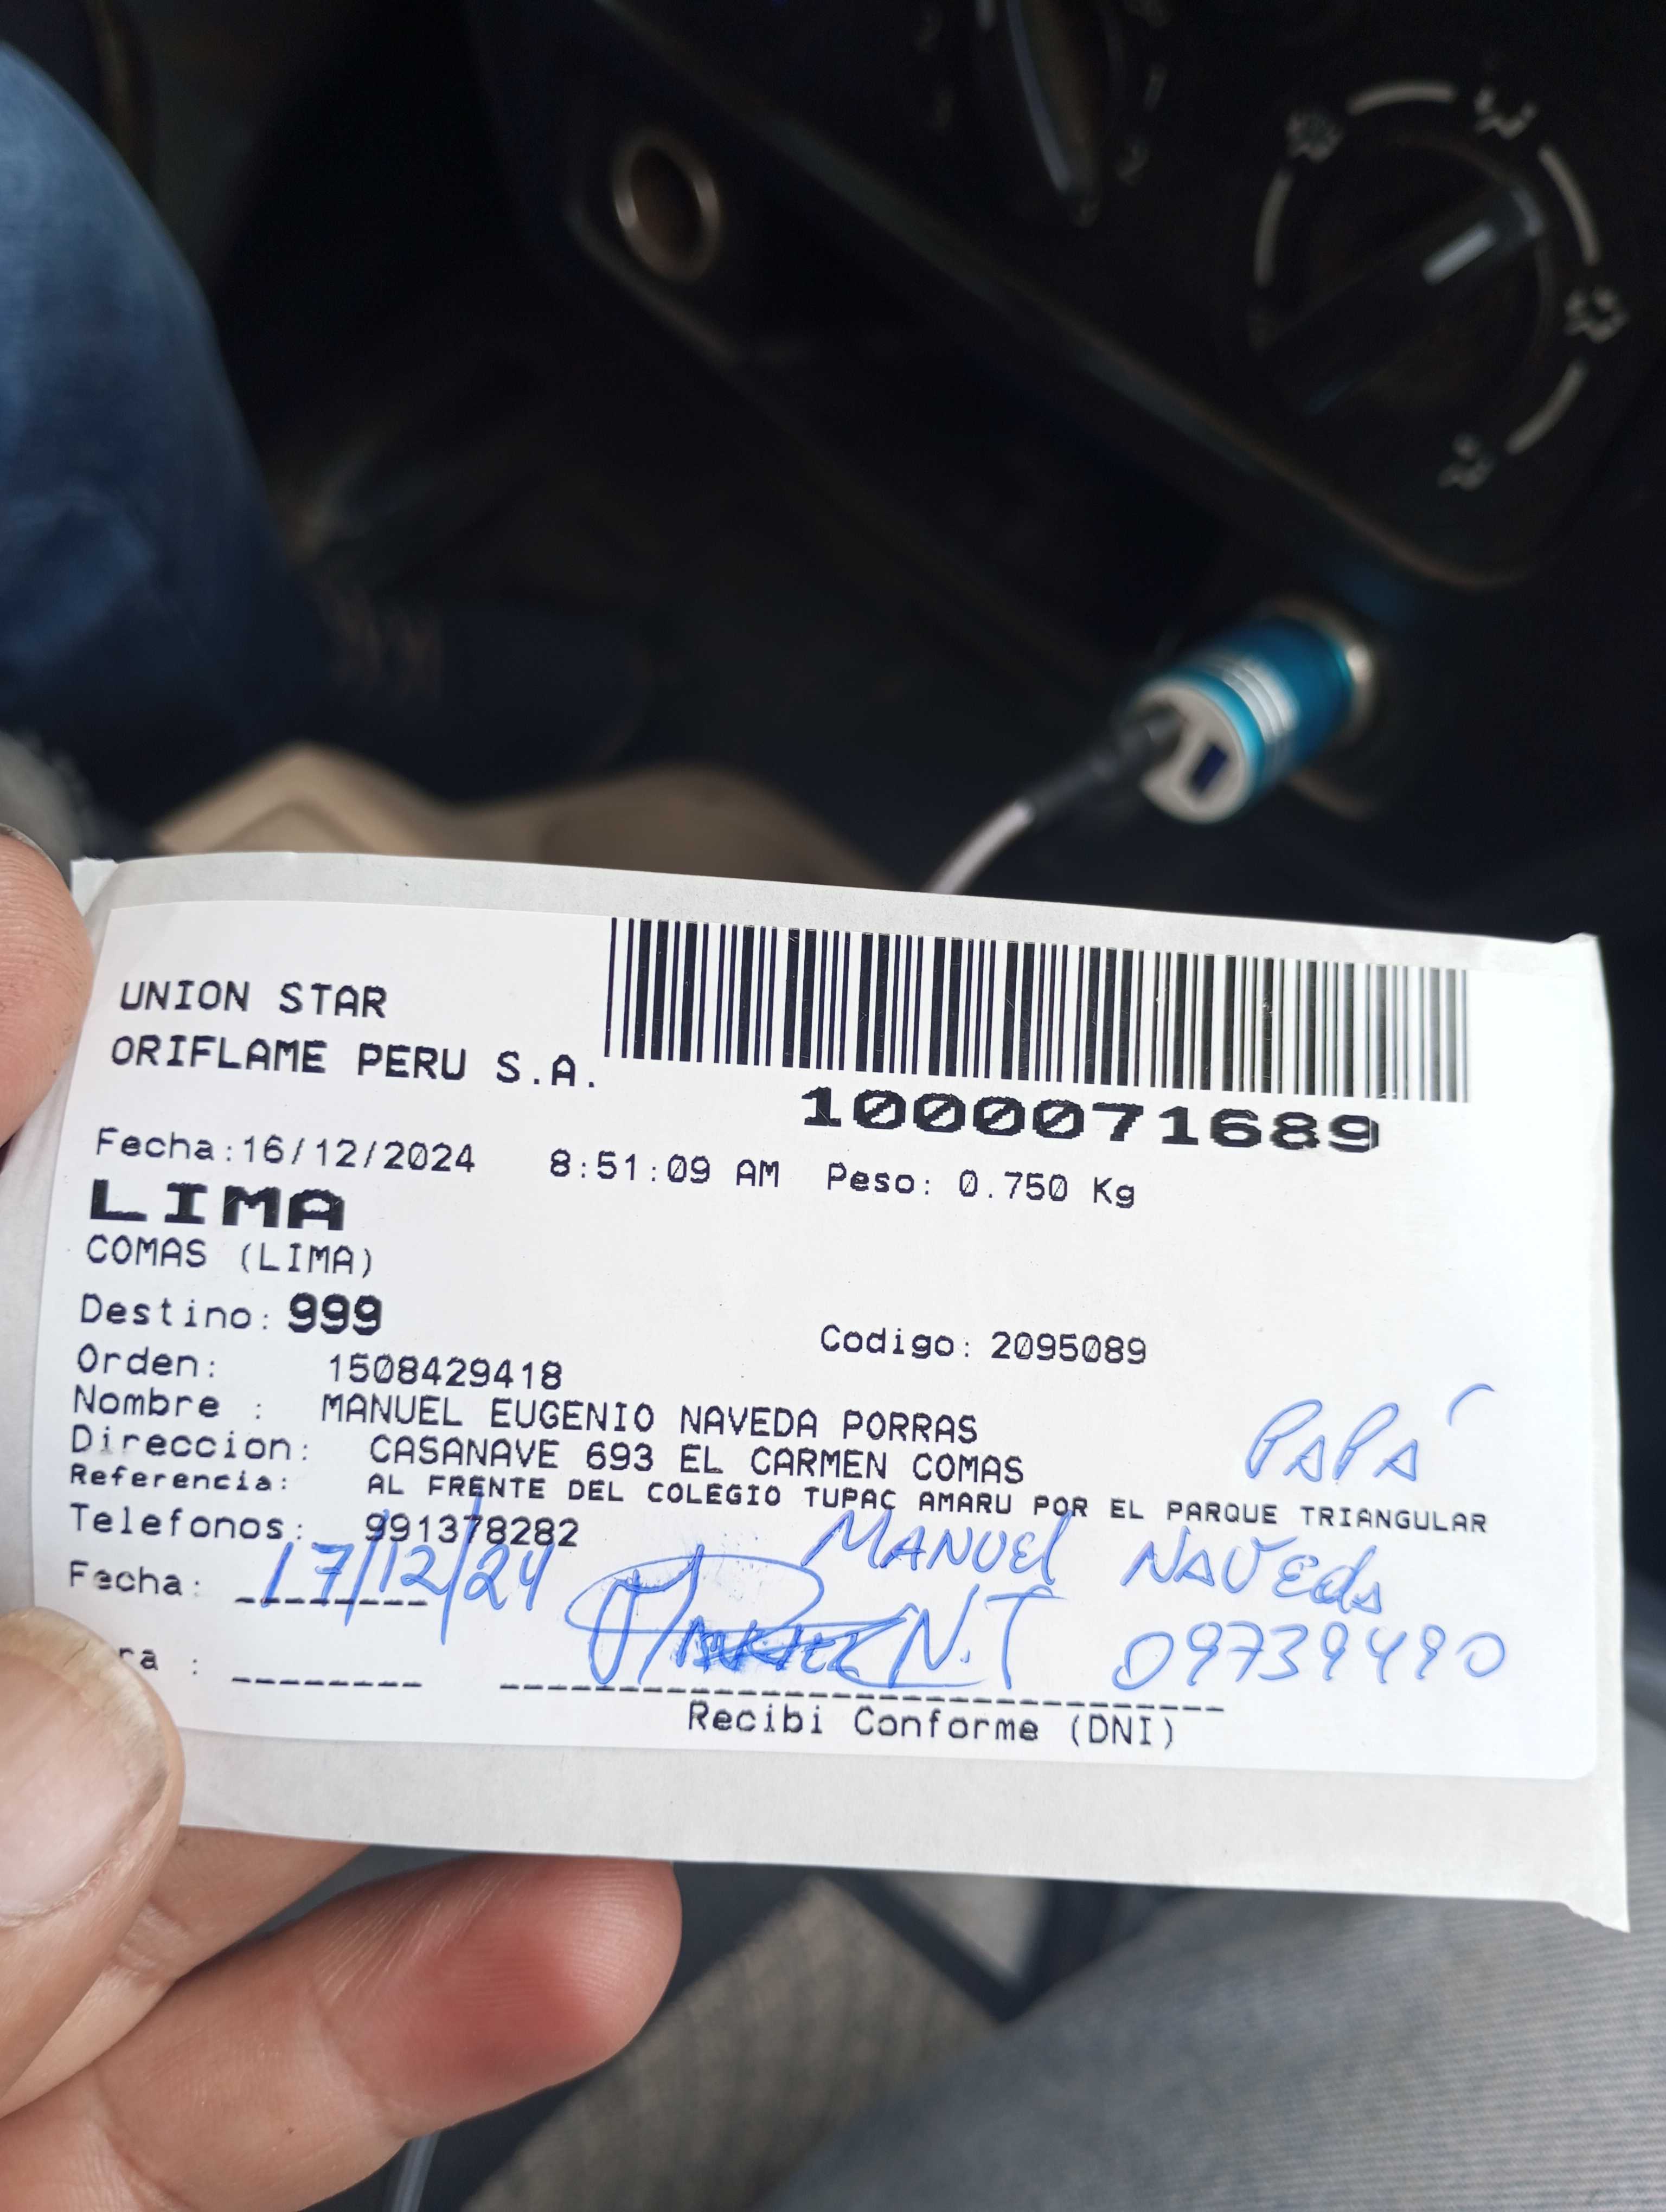 UNION STAR
ORIFLAME PERU S.A.
1000071689
Fecha:16/12/2024 8:51:09 AM Peso: 0.750 Kg
LIMA
COMAS (LIMA)
Destino: 999
Codigo: 2095089
Orden: 1508429418
Nombre : MANUEL EUGENIO NAVEDA PORRAS
PAPÁ
Direccion: CASANAVE 693 EL CARMEN COMAS
Referencia: AL FRENTE DEL COLEGIO TUPAC AMARU POR EL PARQUE TRIANGULAR
Telefonos: 991378282
MANUEl NAVEda
Fecha: 17/12/24
N.T 09739490
ra :
Recibi Conforme (DNI)